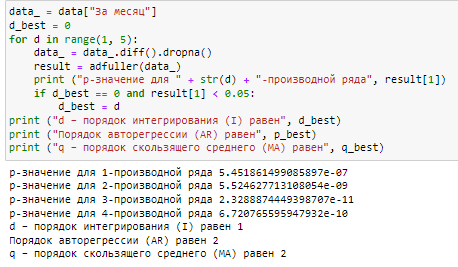 data_ = data["За месяц"]
d_best = 0
for d in range(1, 5):
    data_ = data_.diff().dropna()
    result = adfuller(data_)
    print ("p-значение для " + str(d) + "-производной ряда", result[1])
    if d_best == 0 and result[1] < 0.05:
        d_best = d
print ("d – порядок интегрирования (I) равен", d_best)
print ("Порядок авторегрессии (AR) равен", p_best)
print ("q – порядок скользящего среднего (MA) равен", q_best)
p-значение для 1-производной ряда 5.451861499085897e-07
p-значение для 2-производной ряда 5.524627713108054e-09
p-значение для 3-производной ряда 2.3288874449398707e-11
p-значение для 4-производной ряда 6.720765595947932e-10
d – порядок интегрирования (I) равен 1
Порядок авторегрессии (AR) равен 2
q – порядок скользящего среднего (MA) равен 2